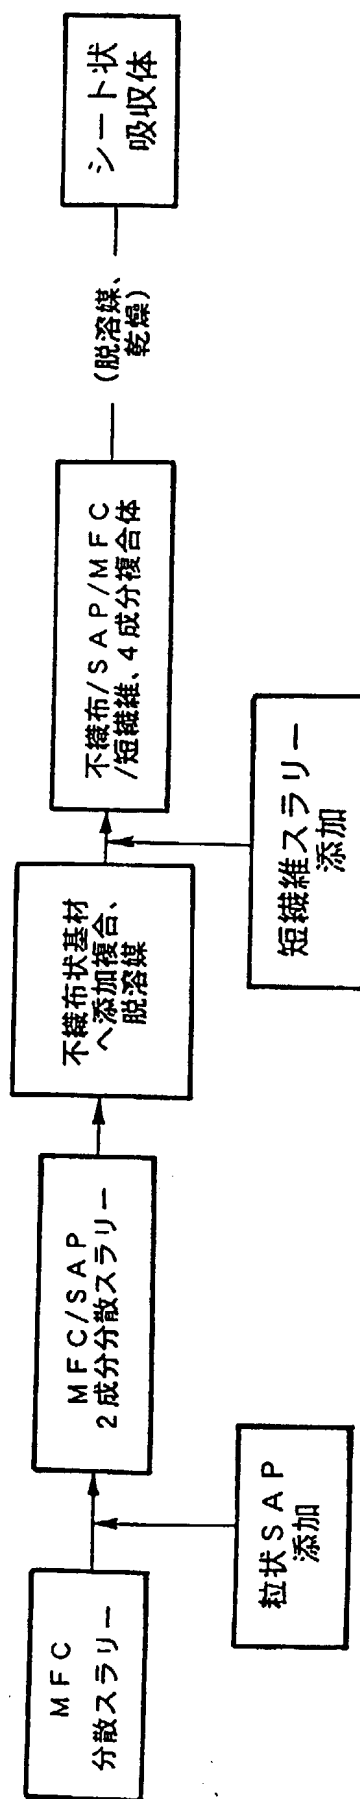 MFC
分散スラリー
粒状SAP
添加
MFC/SAP
2成分分散スラリー
不織布状基材
へ添加複合、
脱溶媒
短繊維スラリー
添加
不織布/SAP/MFC
/短繊維、4成分複合体
(脱溶媒、
乾燥)
シート状
吸収体